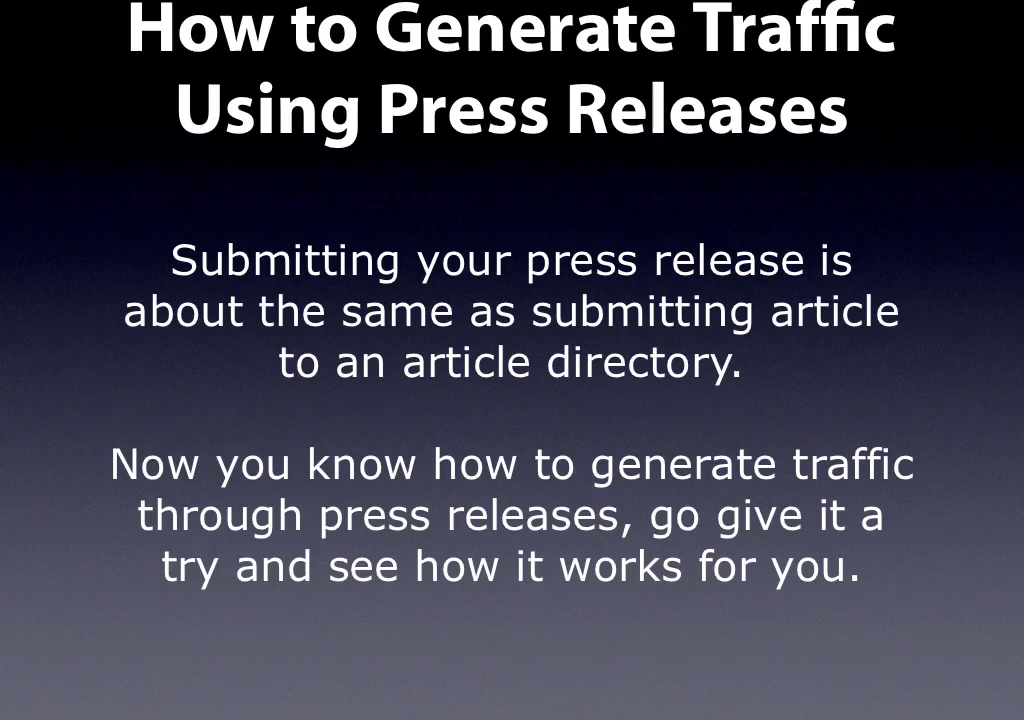 How to Generate Traffic
Using Press Releases
Submitting your press release is
about the same as submitting article
to an article directory.
Now you know how to generate traffic
through press releases, go give it a
try and see how it works for you.